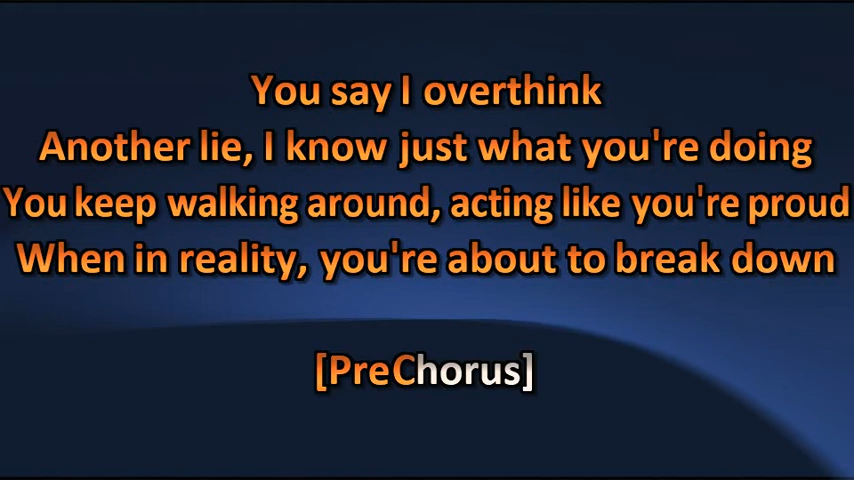 You say I overthink
Another lie, I know just what you're doing
You keep walking around, acting like you're proud
When in reality, you're about to break down
[PreChorus]